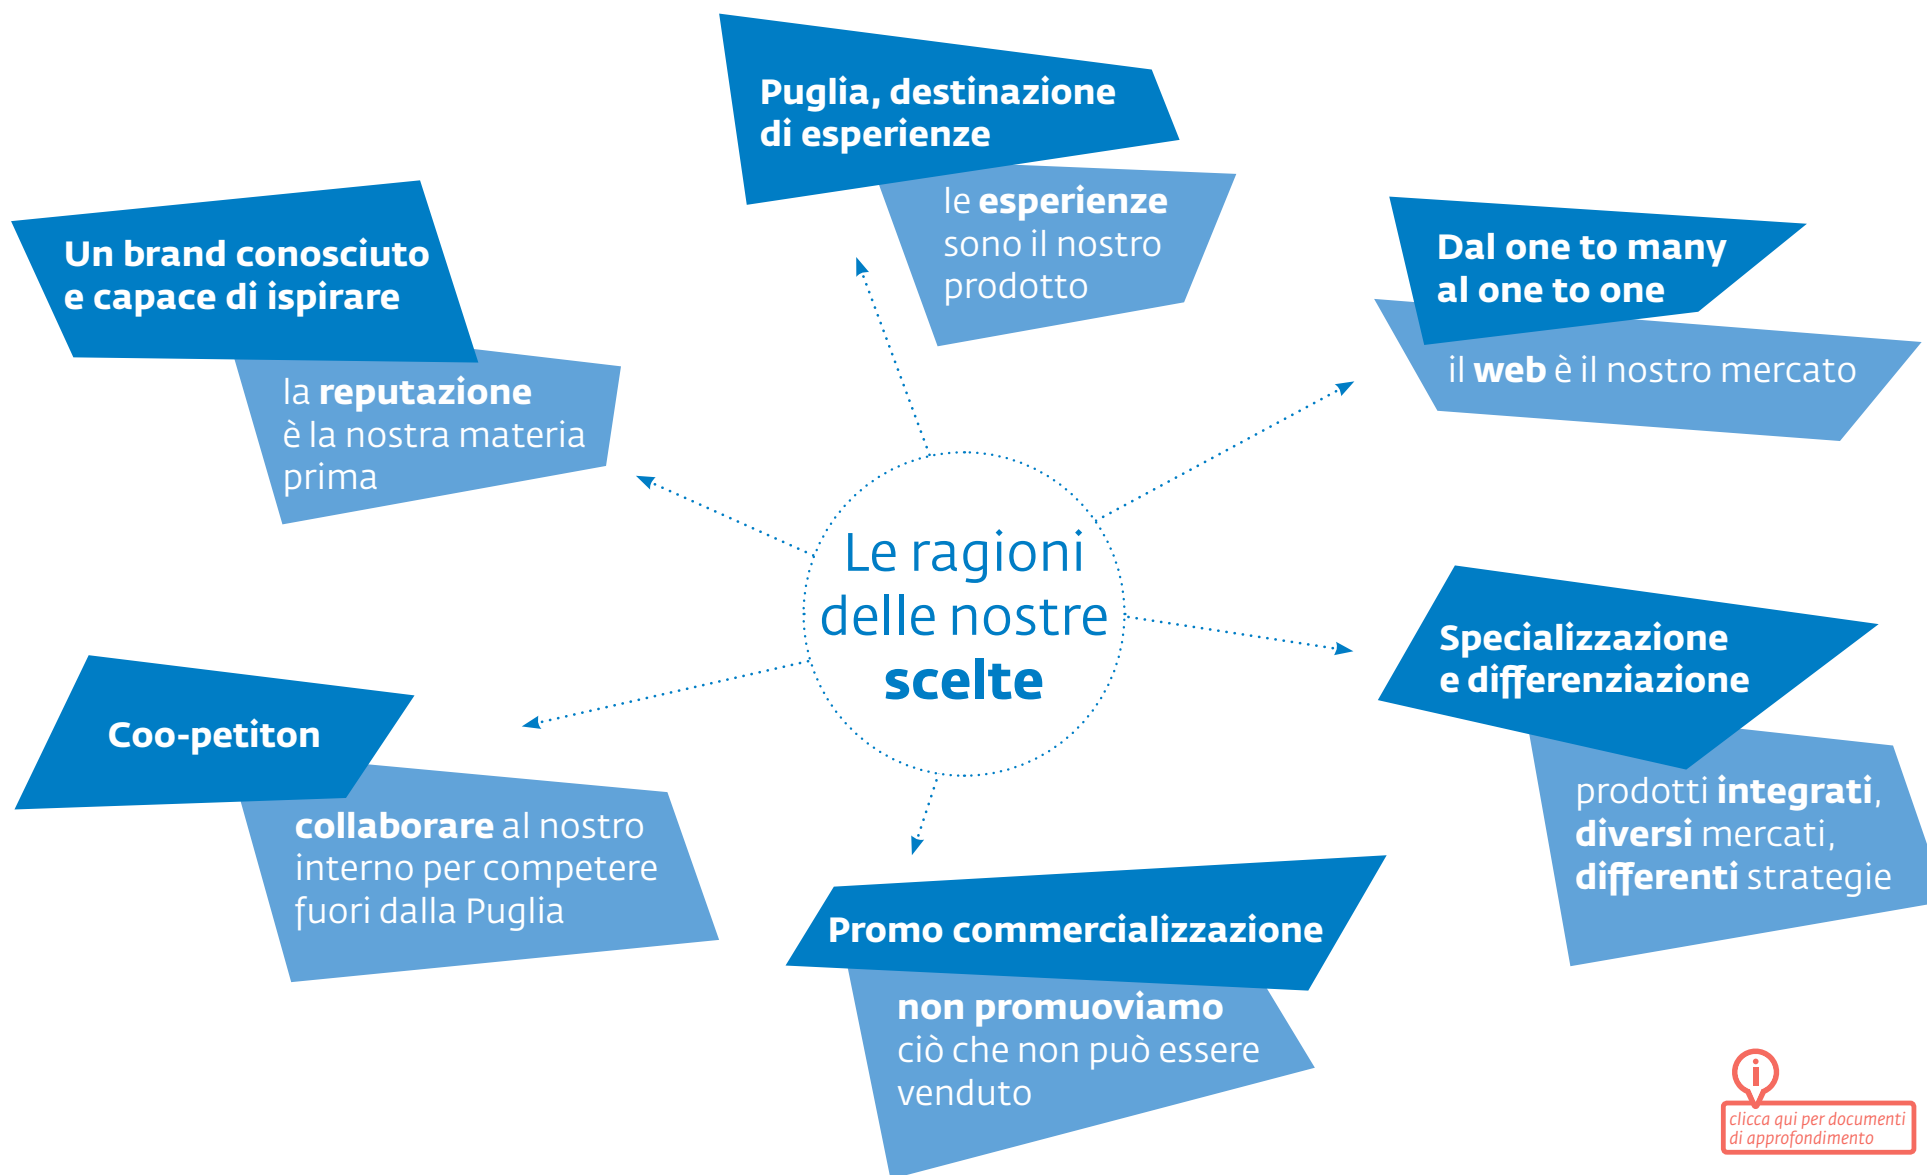 Puglia, destinazione
di esperienze
le esperienze
sono il nostro
prodotto
Un brand conosciuto
e capace di ispirare
la reputazione
è la nostra materia
prima
Dal one to many
al one to one
il web è il nostro mercato
Le ragioni
delle nostre
scelte
Specializzazione
e differenziazione
prodotti integrati,
diversi mercati,
differenti strategie
Coo-petiton
collaborare al nostro
interno per competere
fuori dalla Puglia
Promo commercializzazione
non promuoviamo
ciò che non può essere
venduto
i
clicca qui per documenti
di approfondimento